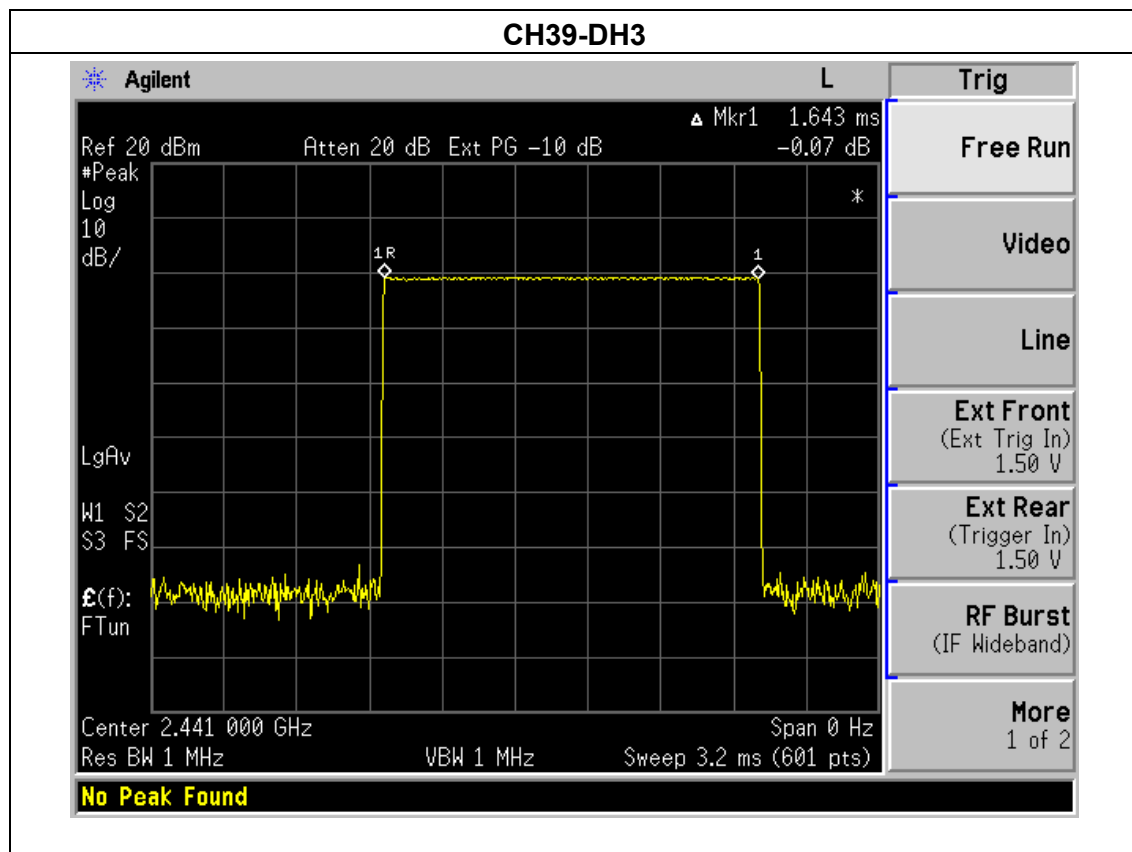 CH39-DH3
Agilent L Trig
Δ Mkr1 1.643 ms
Ref 20 dBm Atten 20 dB Ext PG -10 dB -0.07 dB
#Peak
Log
10
dB/
*
1R
1
LgAv
W1 S2
S3 FS
£(f):
FTun
Center 2.441 000 GHz Span 0 Hz
Res BW 1 MHz VBW 1 MHz Sweep 3.2 ms (601 pts)
No Peak Found
Free Run
Video
Line
Ext Front
(Ext Trig In)
1.50 V
Ext Rear
(Trigger In)
1.50 V
RF Burst
(IF Wideband)
More
1 of 2